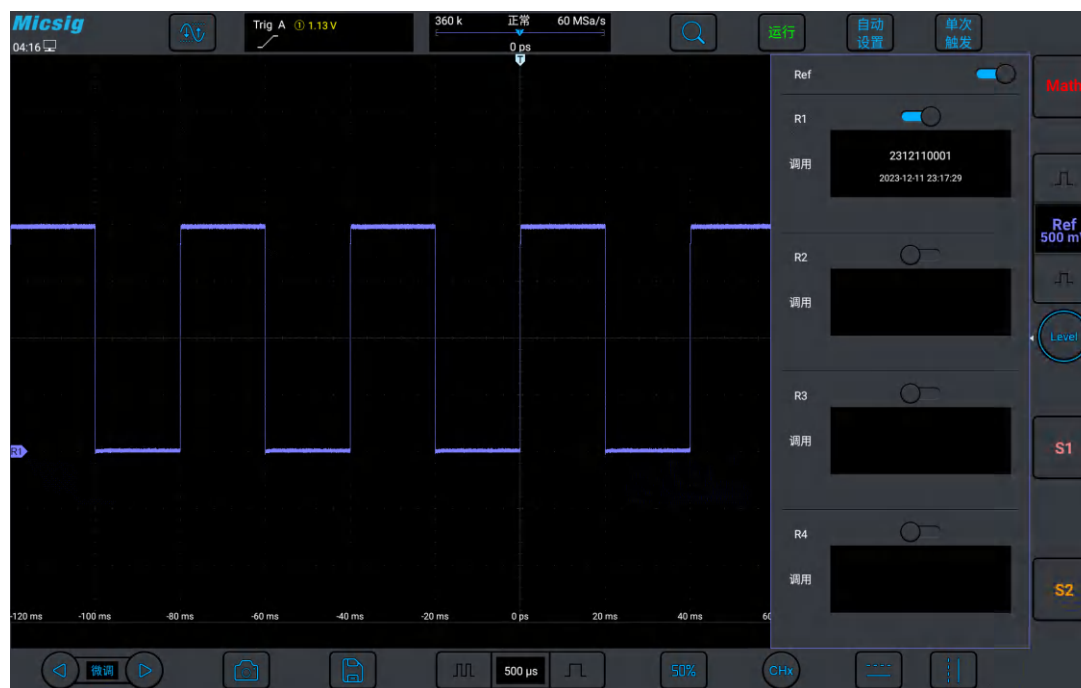 Micsig
04:16
Trig A ① 1.13 V
360 k 正常 60 MSa/s
0 ps
T
运行
自动
设置
单次
触发
Ref
R1
调用
2312110001
2023-12-11 23:17:29
R2
调用
R3
调用
R4
调用
Math
Ref
500 m
Level
S1
S2
R1
-120 ms -100 ms -80 ms -60 ms -40 ms -20 ms 0 ps 20 ms 40 ms 60
微调
500 μs
50%
CHx